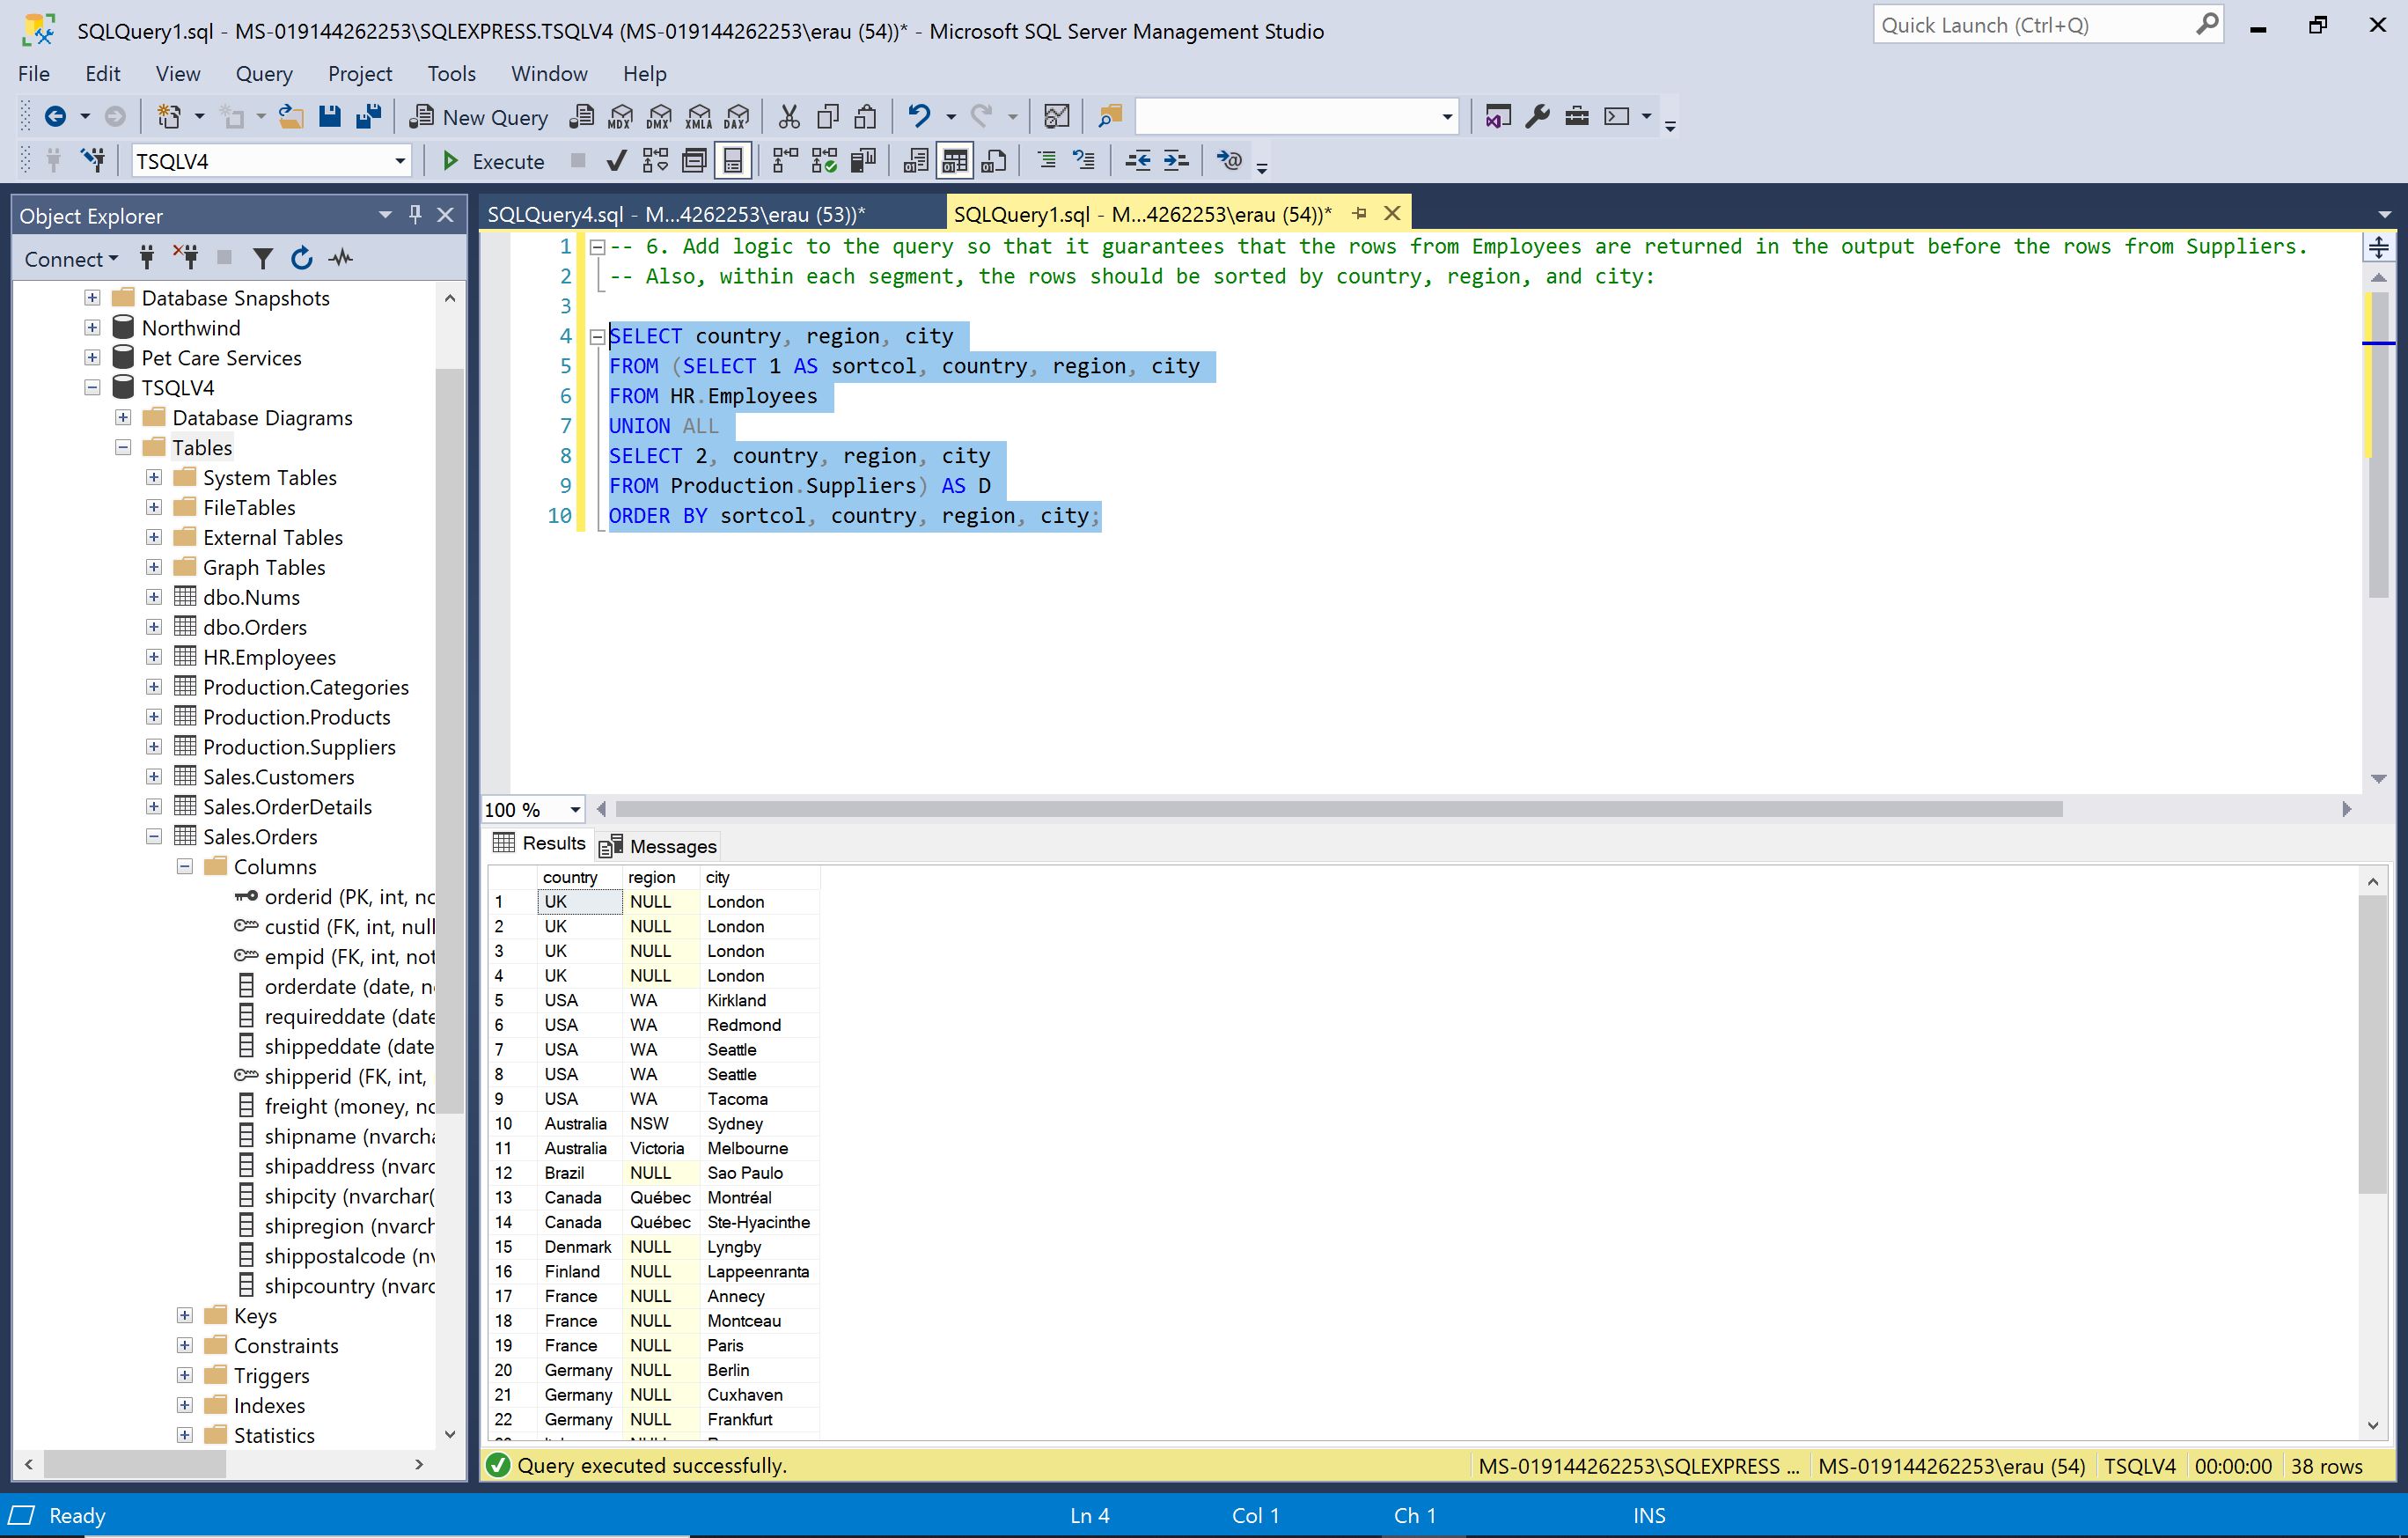 SQLQuery1.sql - MS-019144262253\SQLEXPRESS.TSQLV4 (MS-019144262253\erau (54))* - Microsoft SQL Server Management Studio
Quick Launch (Ctrl+Q)
File Edit View Query Project Tools Window Help
New Query MDX DMX XMLA DAX
TSQLV4 Execute
Object Explorer
Connect
Database Snapshots
Northwind
Pet Care Services
TSQLV4
Database Diagrams
Tables
System Tables
FileTables
External Tables
Graph Tables
dbo.Nums
dbo.Orders
HR.Employees
Production.Categories
Production.Products
Production.Suppliers
Sales.Customers
Sales.OrderDetails
Sales.Orders
Columns
orderid (PK, int, no
custid (FK, int, null
empid (FK, int, not
orderdate (date, n
requireddate (date
shippeddate (date
shipperid (FK, int,
freight (money, no
shipname (nvarcha
shipaddress (nvarc
shipcity (nvarchar(
shipregion (nvarch
shippostalcode (nv
shipcountry (nvarc
Keys
Constraints
Triggers
Indexes
Statistics
SQLQuery4.sql - M...4262253\erau (53))* SQLQuery1.sql - M...4262253\erau (54))*
1 -- 6. Add logic to the query so that it guarantees that the rows from Employees are returned in the output before the rows from Suppliers.
2 -- Also, within each segment, the rows should be sorted by country, region, and city:
3
4 SELECT country, region, city
5 FROM (SELECT 1 AS sortcol, country, region, city
6 FROM HR.Employees
7 UNION ALL
8 SELECT 2, country, region, city
9 FROM Production.Suppliers) AS D
10 ORDER BY sortcol, country, region, city;
100 %
Results Messages
country region city
1 UK NULL London
2 UK NULL London
3 UK NULL London
4 UK NULL London
5 USA WA Kirkland
6 USA WA Redmond
7 USA WA Seattle
8 USA WA Seattle
9 USA WA Tacoma
10 Australia NSW Sydney
11 Australia Victoria Melbourne
12 Brazil NULL Sao Paulo
13 Canada Québec Montréal
14 Canada Québec Ste-Hyacinthe
15 Denmark NULL Lyngby
16 Finland NULL Lappeenranta
17 France NULL Annecy
18 France NULL Montceau
19 France NULL Paris
20 Germany NULL Berlin
21 Germany NULL Cuxhaven
22 Germany NULL Frankfurt
Query executed successfully. MS-019144262253\SQLEXPRESS ... MS-019144262253\erau (54) TSQLV4 00:00:00 38 rows
Ready Ln 4 Col 1 Ch 1 INS